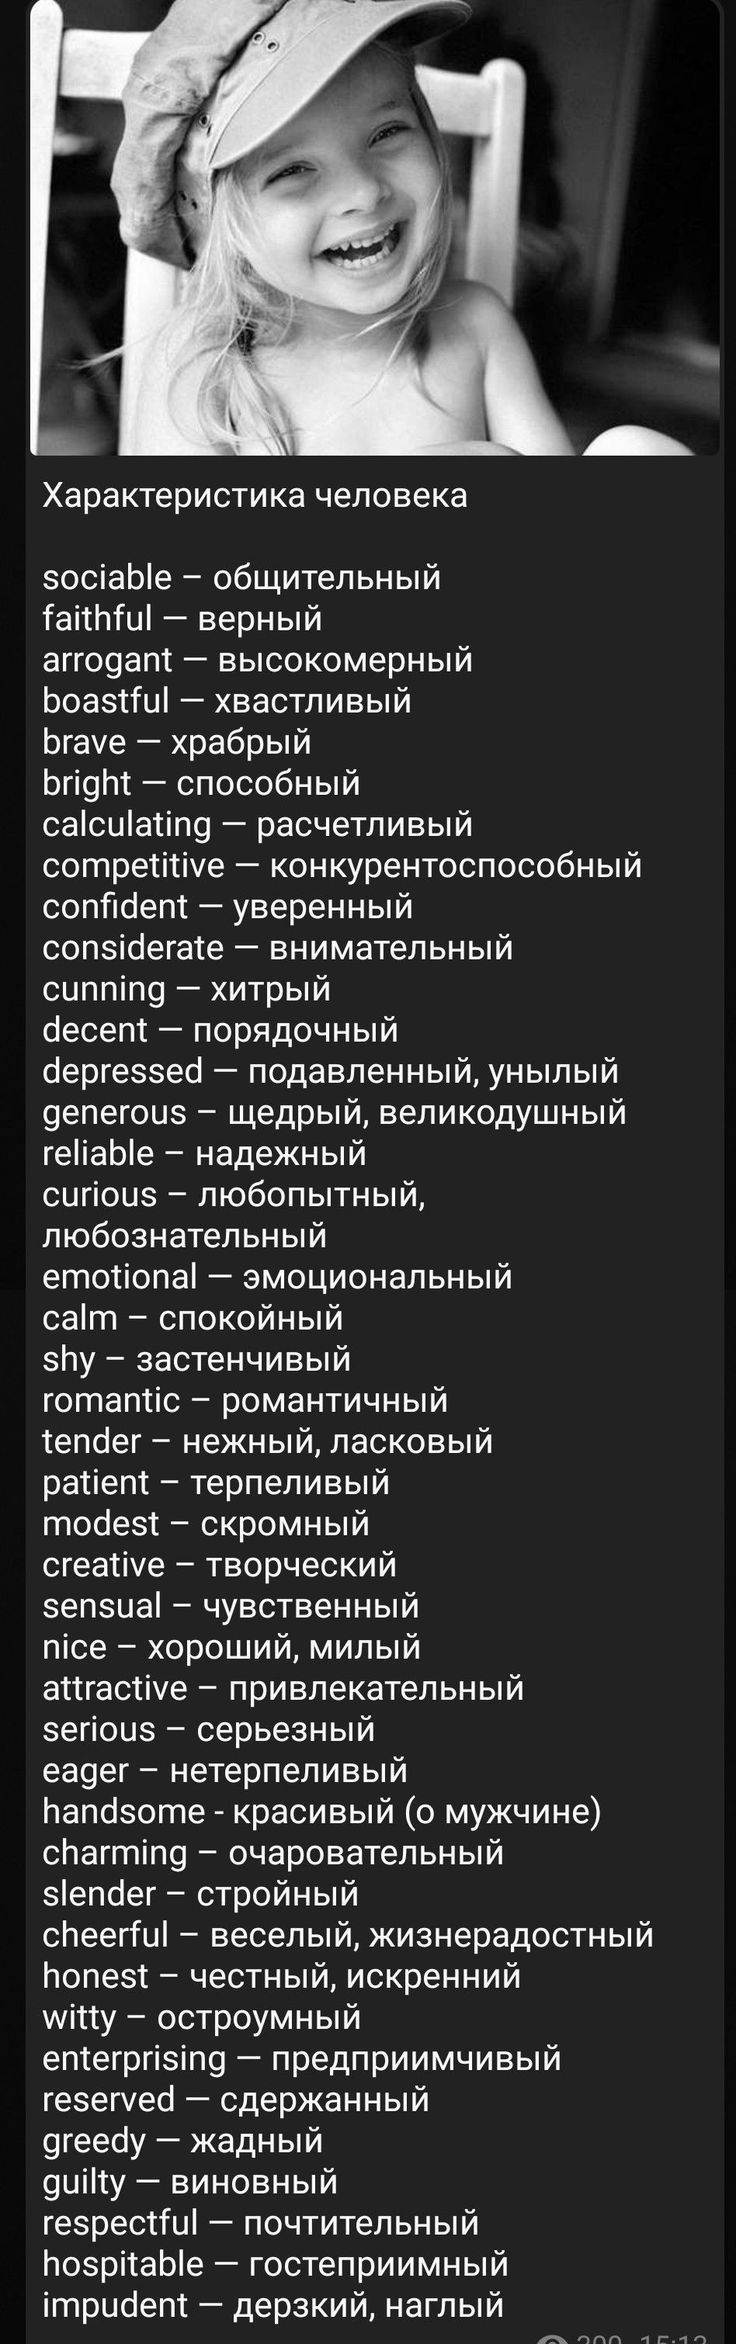 Характеристика человека
sociable – общительный
faithful — верный
arrogant — высокомерный
boastful — хвастливый
brave — храбрый
bright — способный
calculating — расчетливый
competitive — конкурентоспособный
confident — уверенный
considerate — внимательный
cunning — хитрый
decent — порядочный
depressed — подавленный, унылый
generous – щедрый, великодушный
reliable – надежный
curious – любопытный,
любознательный
emotional — эмоциональный
calm – спокойный
shy – застенчивый
romantic – романтичный
tender – нежный, ласковый
patient – терпеливый
modest – скромный
creative – творческий
sensual – чувственный
nice – хороший, милый
attractive – привлекательный
serious – серьезный
eager – нетерпеливый
handsome - красивый (о мужчине)
charming – очаровательный
slender – стройный
cheerful – веселый, жизнерадостный
honest – честный, искренний
witty – остроумный
enterprising — предприимчивый
reserved — сдержанный
greedy — жадный
guilty — виновный
respectful — почтительный
hospitable — гостеприимный
impudent — дерзкий, наглый